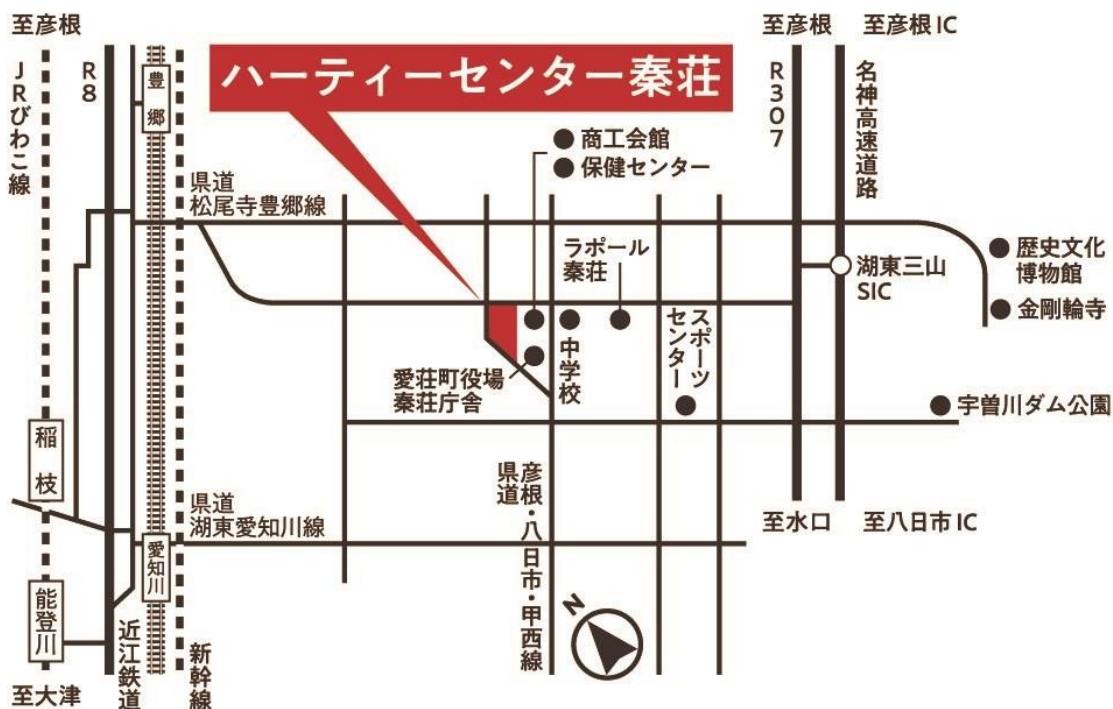 至彦根
至彦根
至彦根 IC
JRびわこ線
R8
豊郷
ハーティーセンター秦荘
R307
名神高速道路
商工会館
保健センター
県道
松尾寺豊郷線
ラポール
秦荘
湖東三山
SIC
歴史文化
博物館
金剛輪寺
スポーツ
センター
中学校
愛荘町役場
秦荘庁舎
宇曽川ダム公園
稲枝
県道
湖東愛知川線
県道
彦根・八日市・甲西線
至水口
至八日市 IC
愛知川
能登川
近江鉄道
新幹線
N
至大津